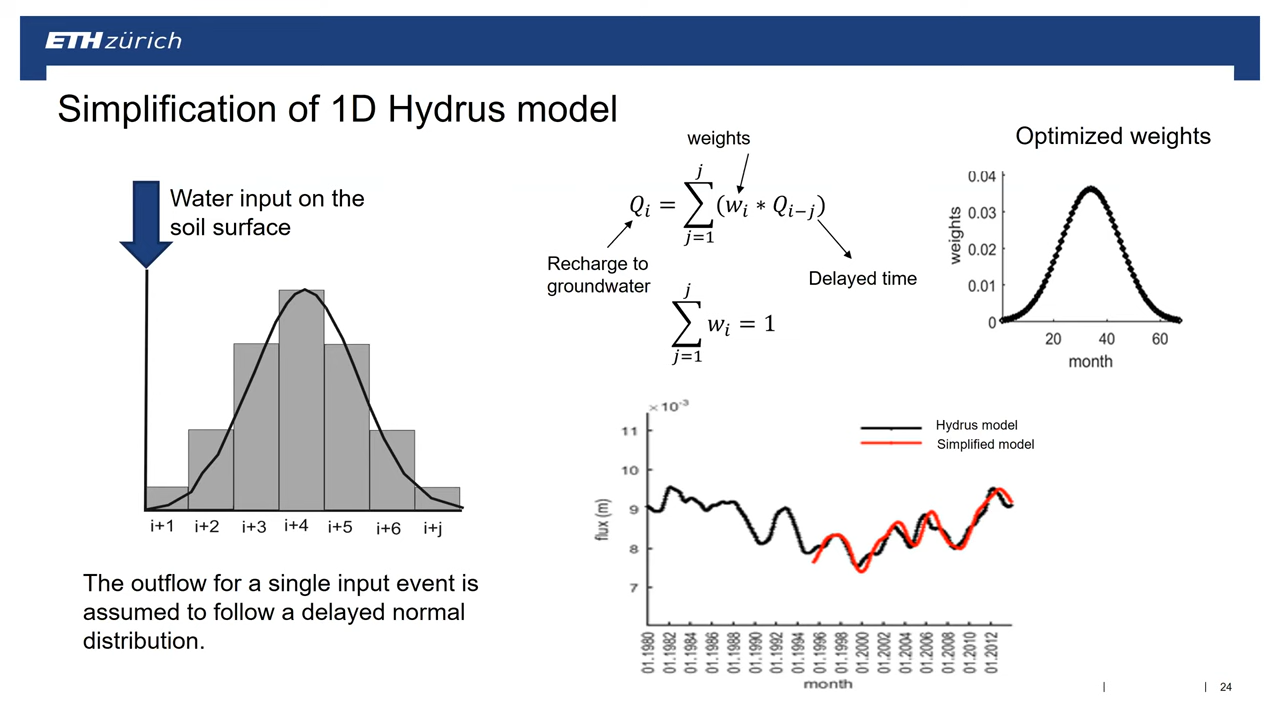 ETH zürich
Simplification of 1D Hydrus model
Water input on the
soil surface
i+1 i+2 i+3 i+4 i+5 i+6 i+j
The outflow for a single input event is
assumed to follow a delayed normal
distribution.
weights
Q_i = \sum_{j=1}^{j} (w_i * Q_{i-j})
Recharge to
groundwater
Delayed time
\sum_{j=1}^{j} w_i = 1
Optimized weights
0.04
0.03
0.02
0.01
0
weights
20 40 60
month
× 10⁻³
11
10
9
8
7
flux (m)
Hydrus model
Simplified model
01.1980 01.1982 01.1984 01.1986 01.1988 01.1990 01.1992 01.1994 01.1996 01.1998 01.2000 01.2002 01.2004 01.2006 01.2008 01.2010 01.2012
month
| | 24